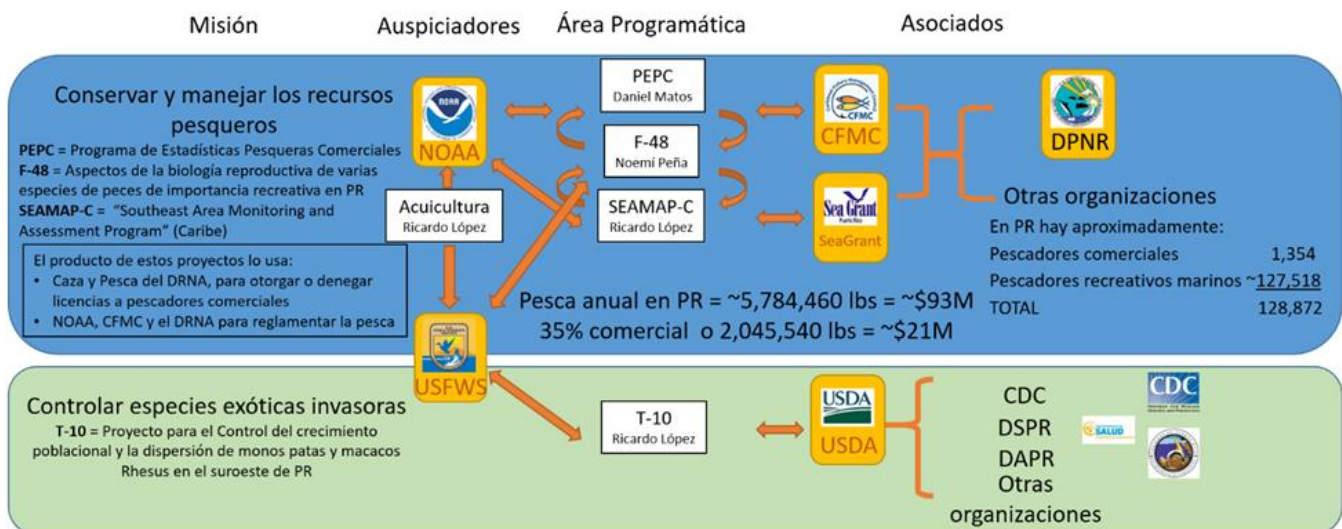 Misión
Auspiciadores
Área Programática
Asociados
Conservar y manejar los recursos
pesqueros
PEPC = Programa de Estadísticas Pesqueras Comerciales
F-48 = Aspectos de la biología reproductiva de varias
especies de peces de importancia recreativa en PR
SEAMAP-C = “Southeast Area Monitoring and
Assessment Program” (Caribe)
El producto de estos proyectos lo usa:
• Caza y Pesca del DRNA, para otorgar o denegar
licencias a pescadores comerciales
• NOAA, CFMC y el DRNA para reglamentar la pesca
NOAA
NOAA
Acuicultura
Ricardo López
USFWS
PEPC
Daniel Matos
F-48
Noemí Peña
SEAMAP-C
Ricardo López
CFMC
CFMC
Sea Grant
Puerto Rico
SeaGrant
DPNR
Otras organizaciones
En PR hay aproximadamente:
Pescadores comerciales 1,354
Pescadores recreativos marinos ~127,518
TOTAL 128,872
Pesca anual en PR = ~5,784,460 lbs = ~$93M
35% comercial o 2,045,540 lbs = ~$21M
Controlar especies exóticas invasoras
T-10 = Proyecto para el Control del crecimiento
poblacional y la dispersión de monos patas y macacos
Rhesus en el suroeste de PR
T-10
Ricardo López
USDA
USDA
CDC
CDC
DSPR
SALUD
DAPR
Otras
organizaciones